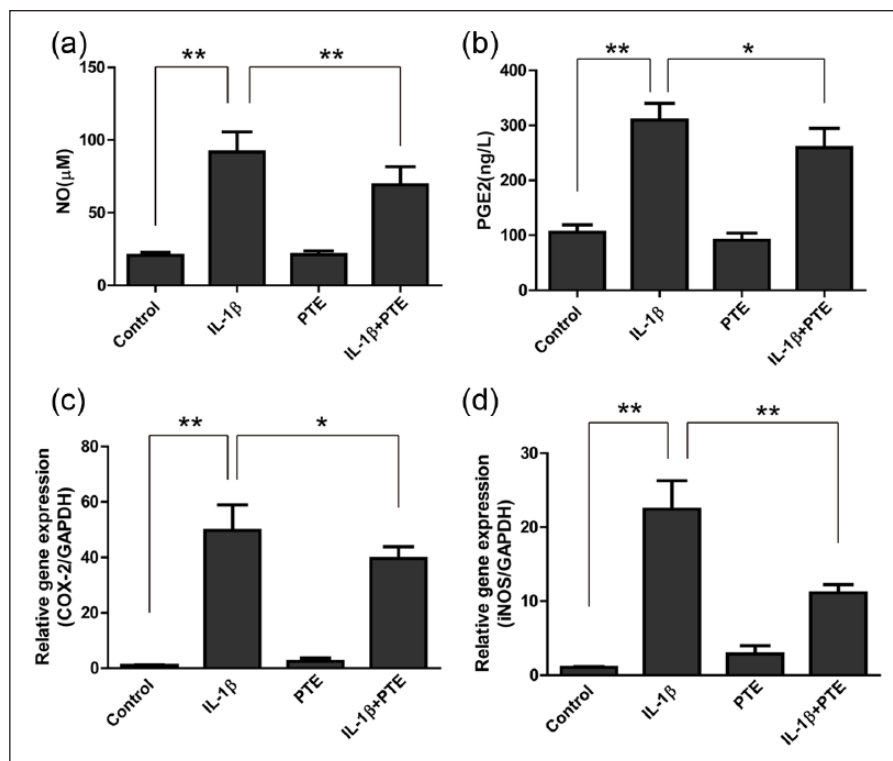 (a)
**
**
150
100
50
0
NO(μM)
Control
IL-1β
PTE
IL-1β+PTE
(b)
**
*
400
300
200
100
0
PGE2(ng/L)
Control
IL-1β
PTE
IL-1β+PTE
(c)
**
*
80
60
40
20
0
Relative gene expression
(COX-2/GAPDH)
Control
IL-1β
PTE
IL-1β+PTE
(d)
**
**
30
20
10
0
Relative gene expression
(iNOS/GAPDH)
Control
IL-1β
PTE
IL-1β+PTE